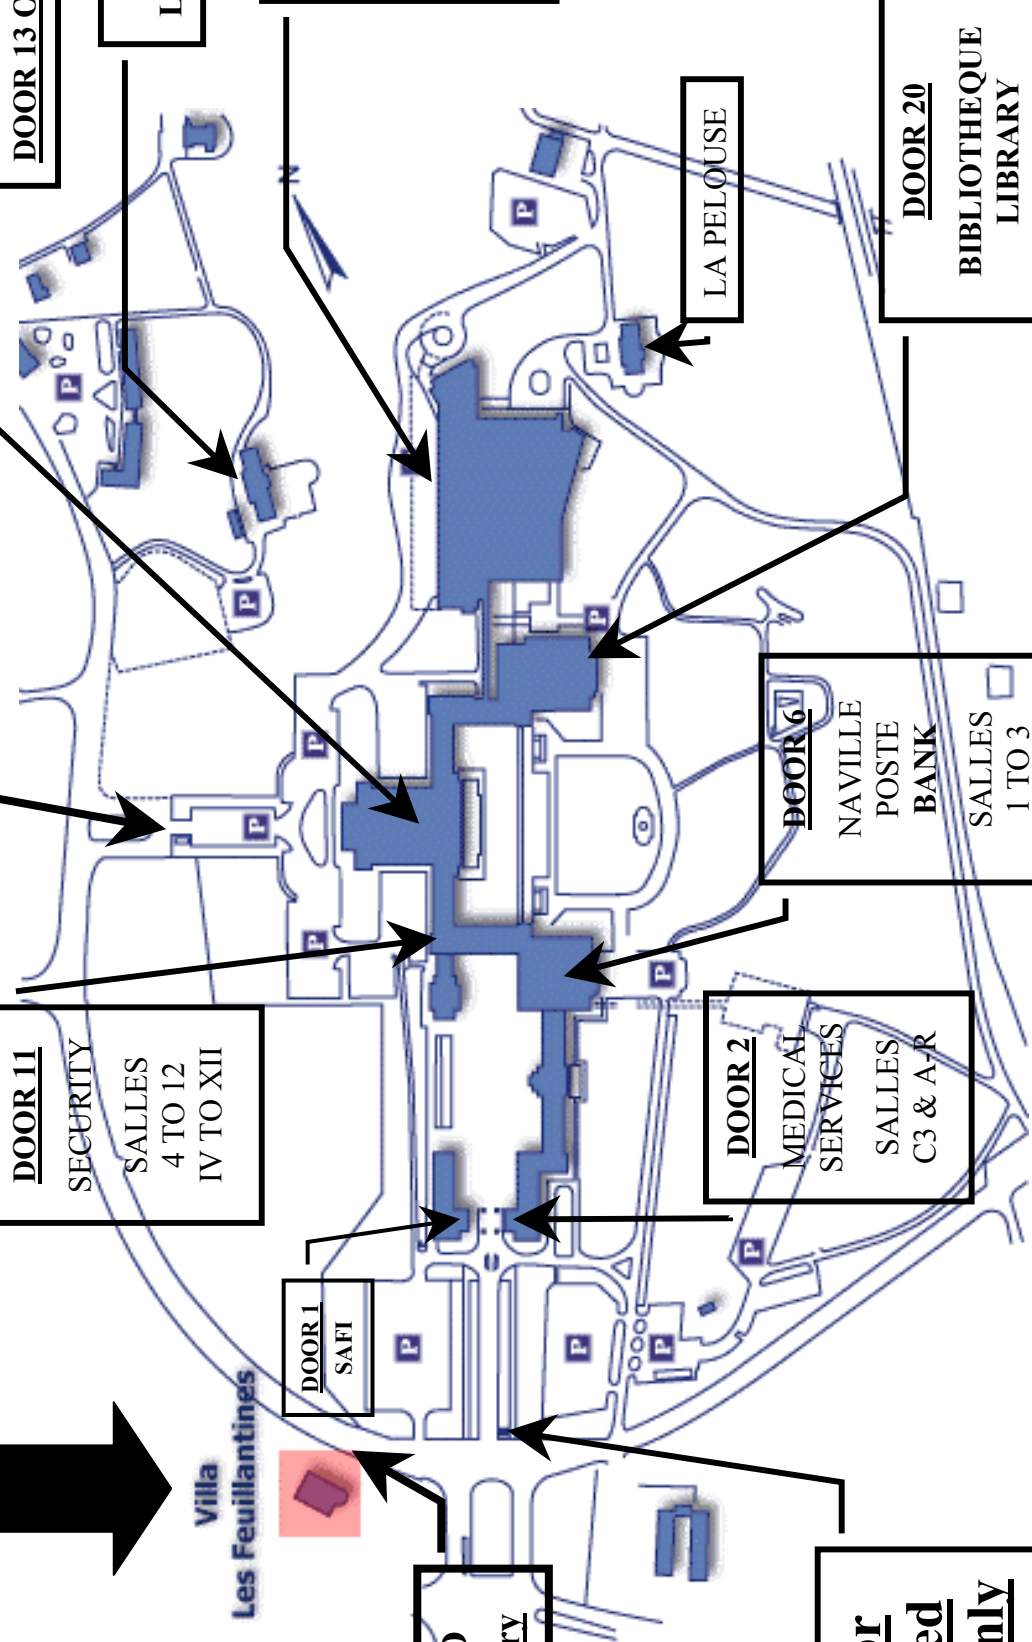 DOOR 13
L
DOOR 20
BIBLIOTHEQUE
LIBRARY
LA PELOUSE
N
P
P
P
P
P
P
P
P
P
P
P
P
P
DOOR 6
NAVILLE
POSTE
BANK
SALLES
1 TO 3
DOOR 11
SECURITY
SALLES
4 TO 12
IV TO XII
DOOR 2
MEDICAL
SERVICES
SALLES
C3 & A-R
DOOR 1
SAFI
Villa
Les Feuillantines